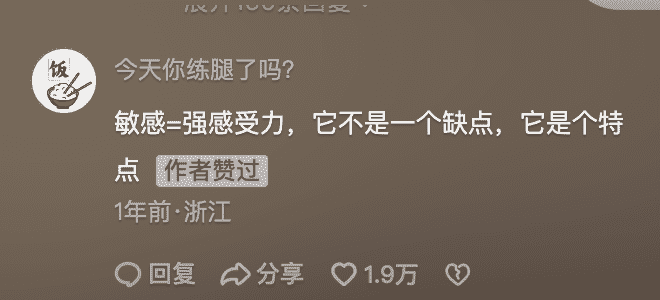 今天你练腿了吗?
饭
敏感=强感受力，它不是一个缺点，它是个特
点 作者赞过
1年前·浙江
回复 分享 1.9万